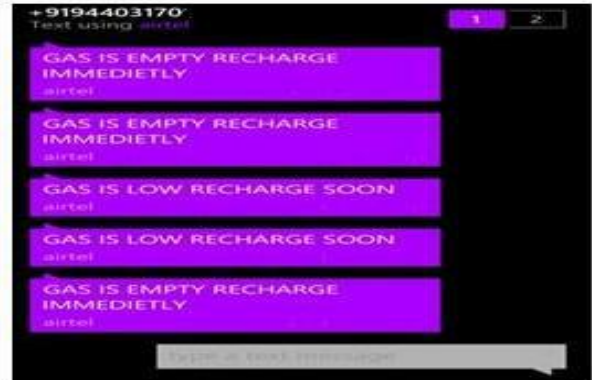 +9194403170
1 2
Text using airtel
GAS IS EMPTY RECHARGE
IMMEDIETLY
airtel
GAS IS EMPTY RECHARGE
IMMEDIETLY
airtel
GAS IS LOW RECHARGE SOON
airtel
GAS IS LOW RECHARGE SOON
airtel
GAS IS EMPTY RECHARGE
IMMEDIETLY
airtel
type a text message